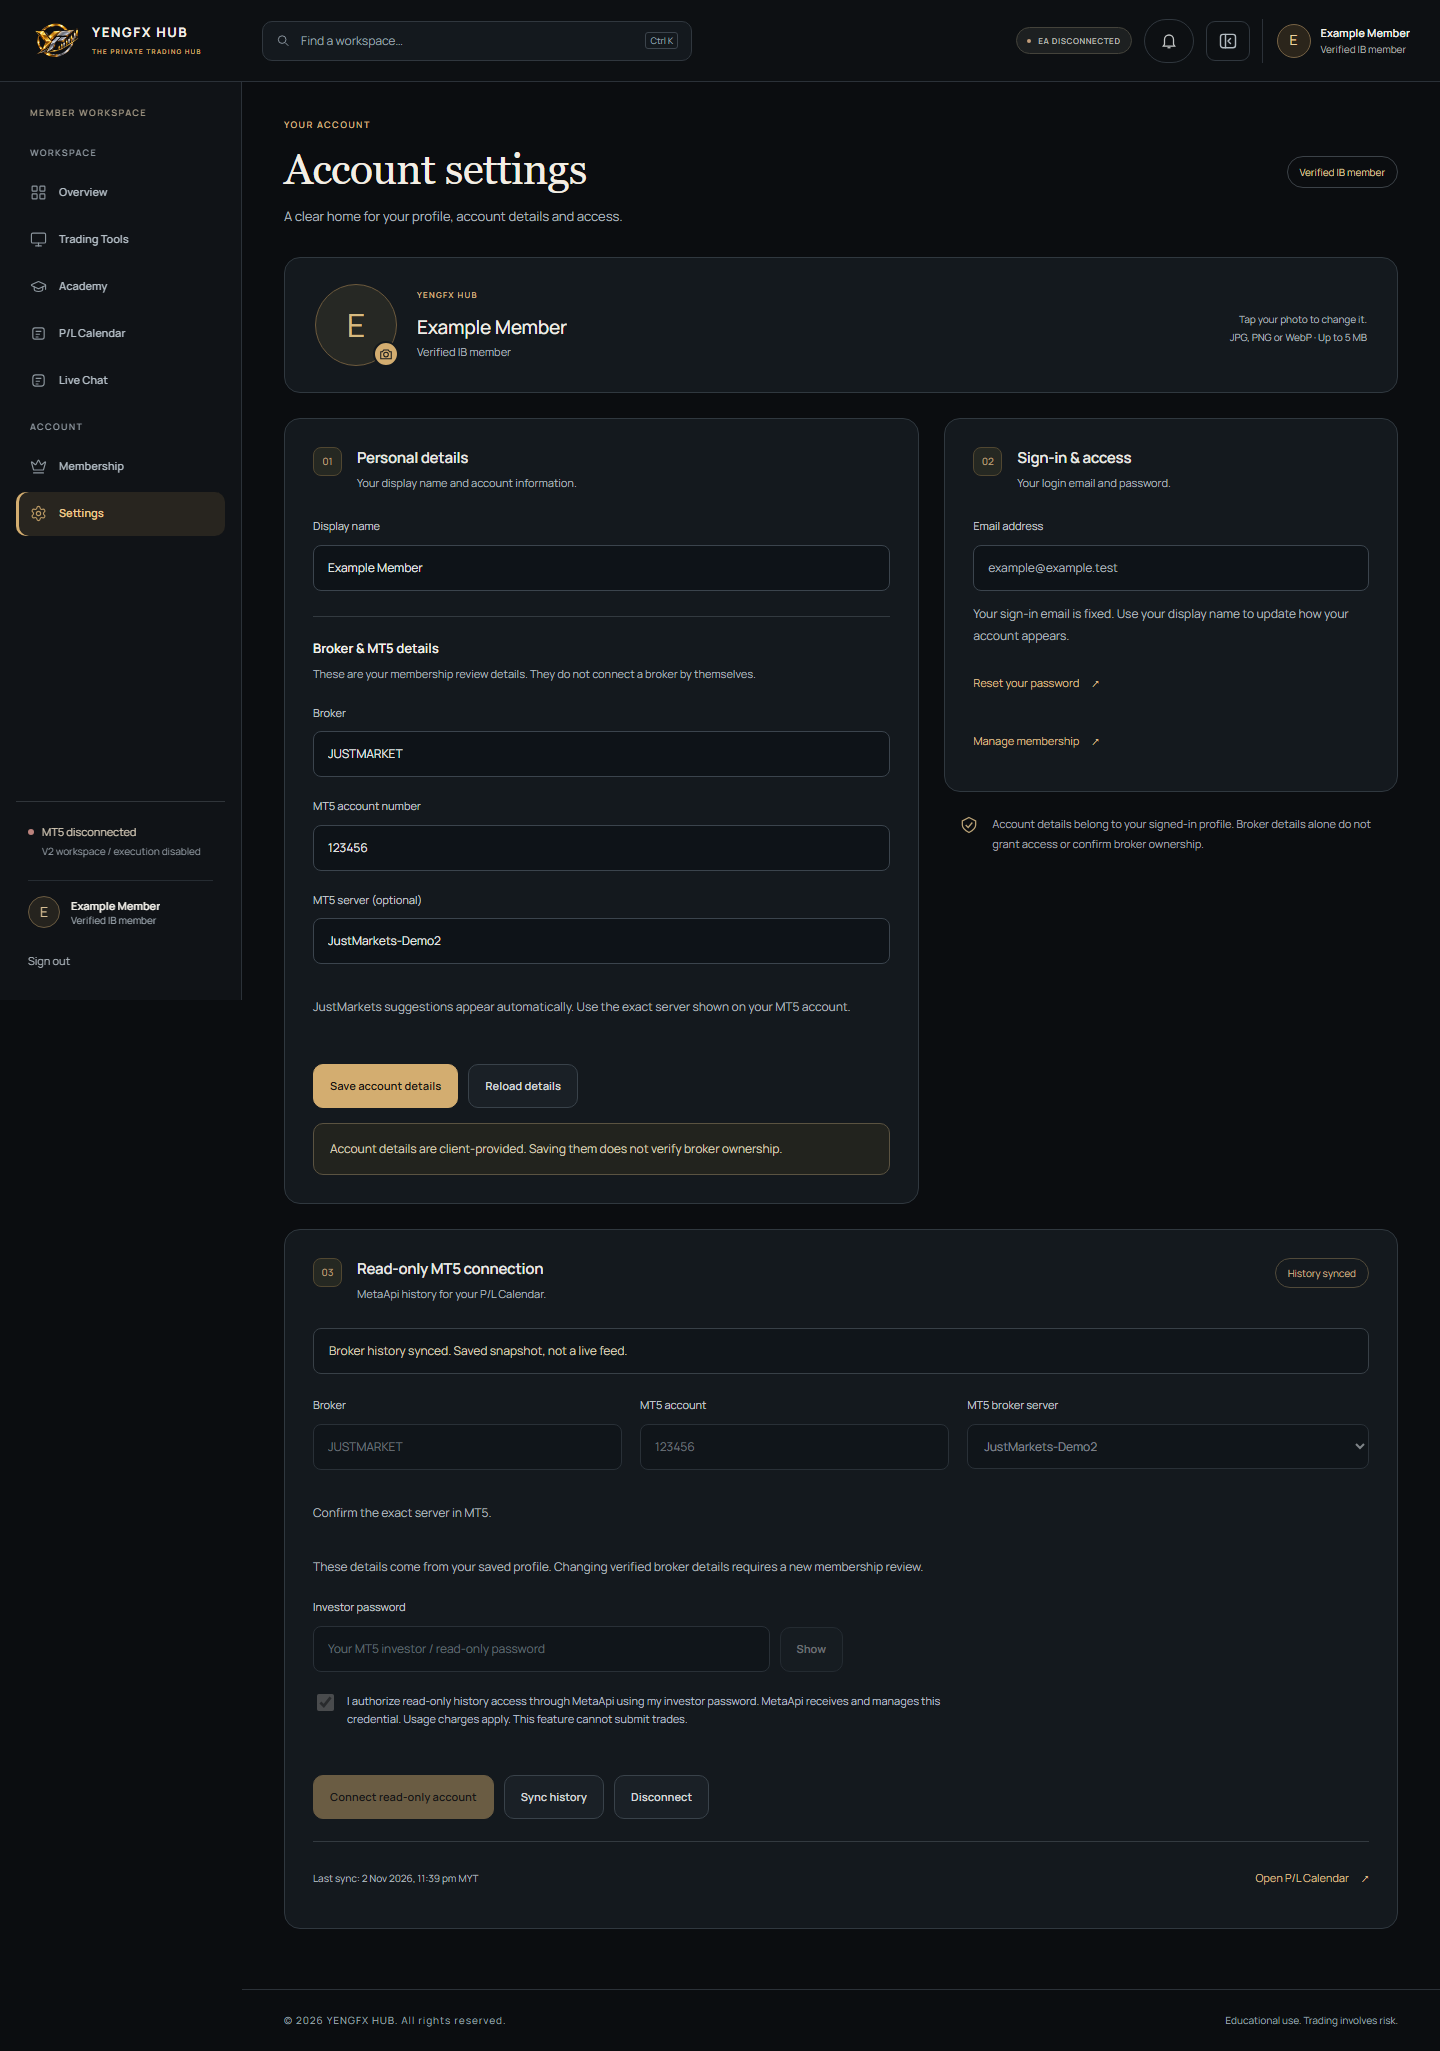 YENGFX HUB
THE PRIVATE TRADING HUB
Find a workspace...
Ctrl K
EA DISCONNECTED
E
Example Member
Verified IB member
MEMBER WORKSPACE
WORKSPACE
Overview
Trading Tools
Academy
P/L Calendar
Live Chat
ACCOUNT
Membership
Settings
MT5 disconnected
V2 workspace / execution disabled
E
Example Member
Verified IB member
Sign out
YOUR ACCOUNT
Account settings
A clear home for your profile, account details and access.
Verified IB member
E
YENGFX HUB
Example Member
Verified IB member
Tap your photo to change it.
JPG, PNG or WebP · Up to 5 MB
01
Personal details
Your display name and account information.
Display name
Example Member
Broker & MT5 details
These are your membership review details. They do not connect a broker by themselves.
Broker
JUSTMARKET
MT5 account number
123456
MT5 server (optional)
JustMarkets-Demo2
JustMarkets suggestions appear automatically. Use the exact server shown on your MT5 account.
Save account details
Reload details
Account details are client-provided. Saving them does not verify broker ownership.
02
Sign-in & access
Your login email and password.
Email address
example@example.test
Your sign-in email is fixed. Use your display name to update how your
account appears.
Reset your password ↗
Manage membership ↗
Account details belong to your signed-in profile. Broker details alone do not
grant access or confirm broker ownership.
03
Read-only MT5 connection
MetaApi history for your P/L Calendar.
History synced
Broker history synced. Saved snapshot, not a live feed.
Broker
JUSTMARKET
MT5 account
123456
MT5 broker server
JustMarkets-Demo2
Confirm the exact server in MT5.
These details come from your saved profile. Changing verified broker details requires a new membership review.
Investor password
Your MT5 investor / read-only password
Show
I authorize read-only history access through MetaApi using my investor password. MetaApi receives and manages this
credential. Usage charges apply. This feature cannot submit trades.
Connect read-only account
Sync history
Disconnect
Last sync: 2 Nov 2026, 11:39 pm MYT
Open P/L Calendar ↗
© 2026 YENGFX HUB. All rights reserved.
Educational use. Trading involves risk.